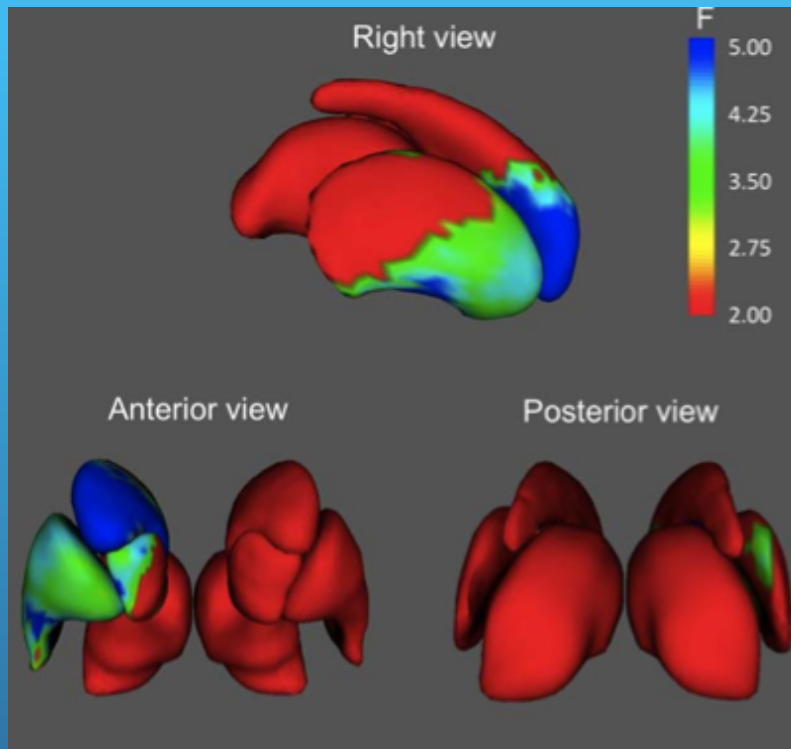 Right view
F
5.00
4.25
3.50
2.75
2.00
Anterior view
Posterior view